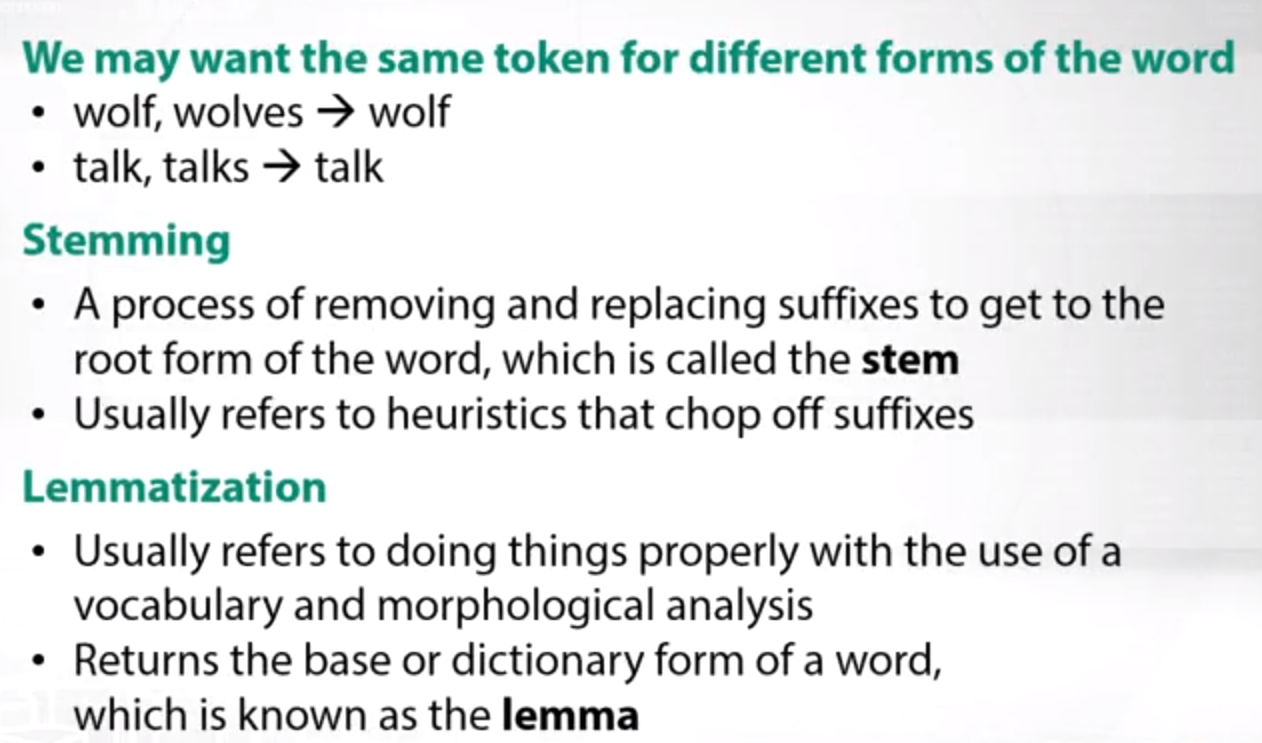 We may want the same token for different forms of the word
• wolf, wolves → wolf
• talk, talks → talk
Stemming
• A process of removing and replacing suffixes to get to the
root form of the word, which is called the stem
• Usually refers to heuristics that chop off suffixes
Lemmatization
• Usually refers to doing things properly with the use of a
vocabulary and morphological analysis
• Returns the base or dictionary form of a word,
which is known as the lemma